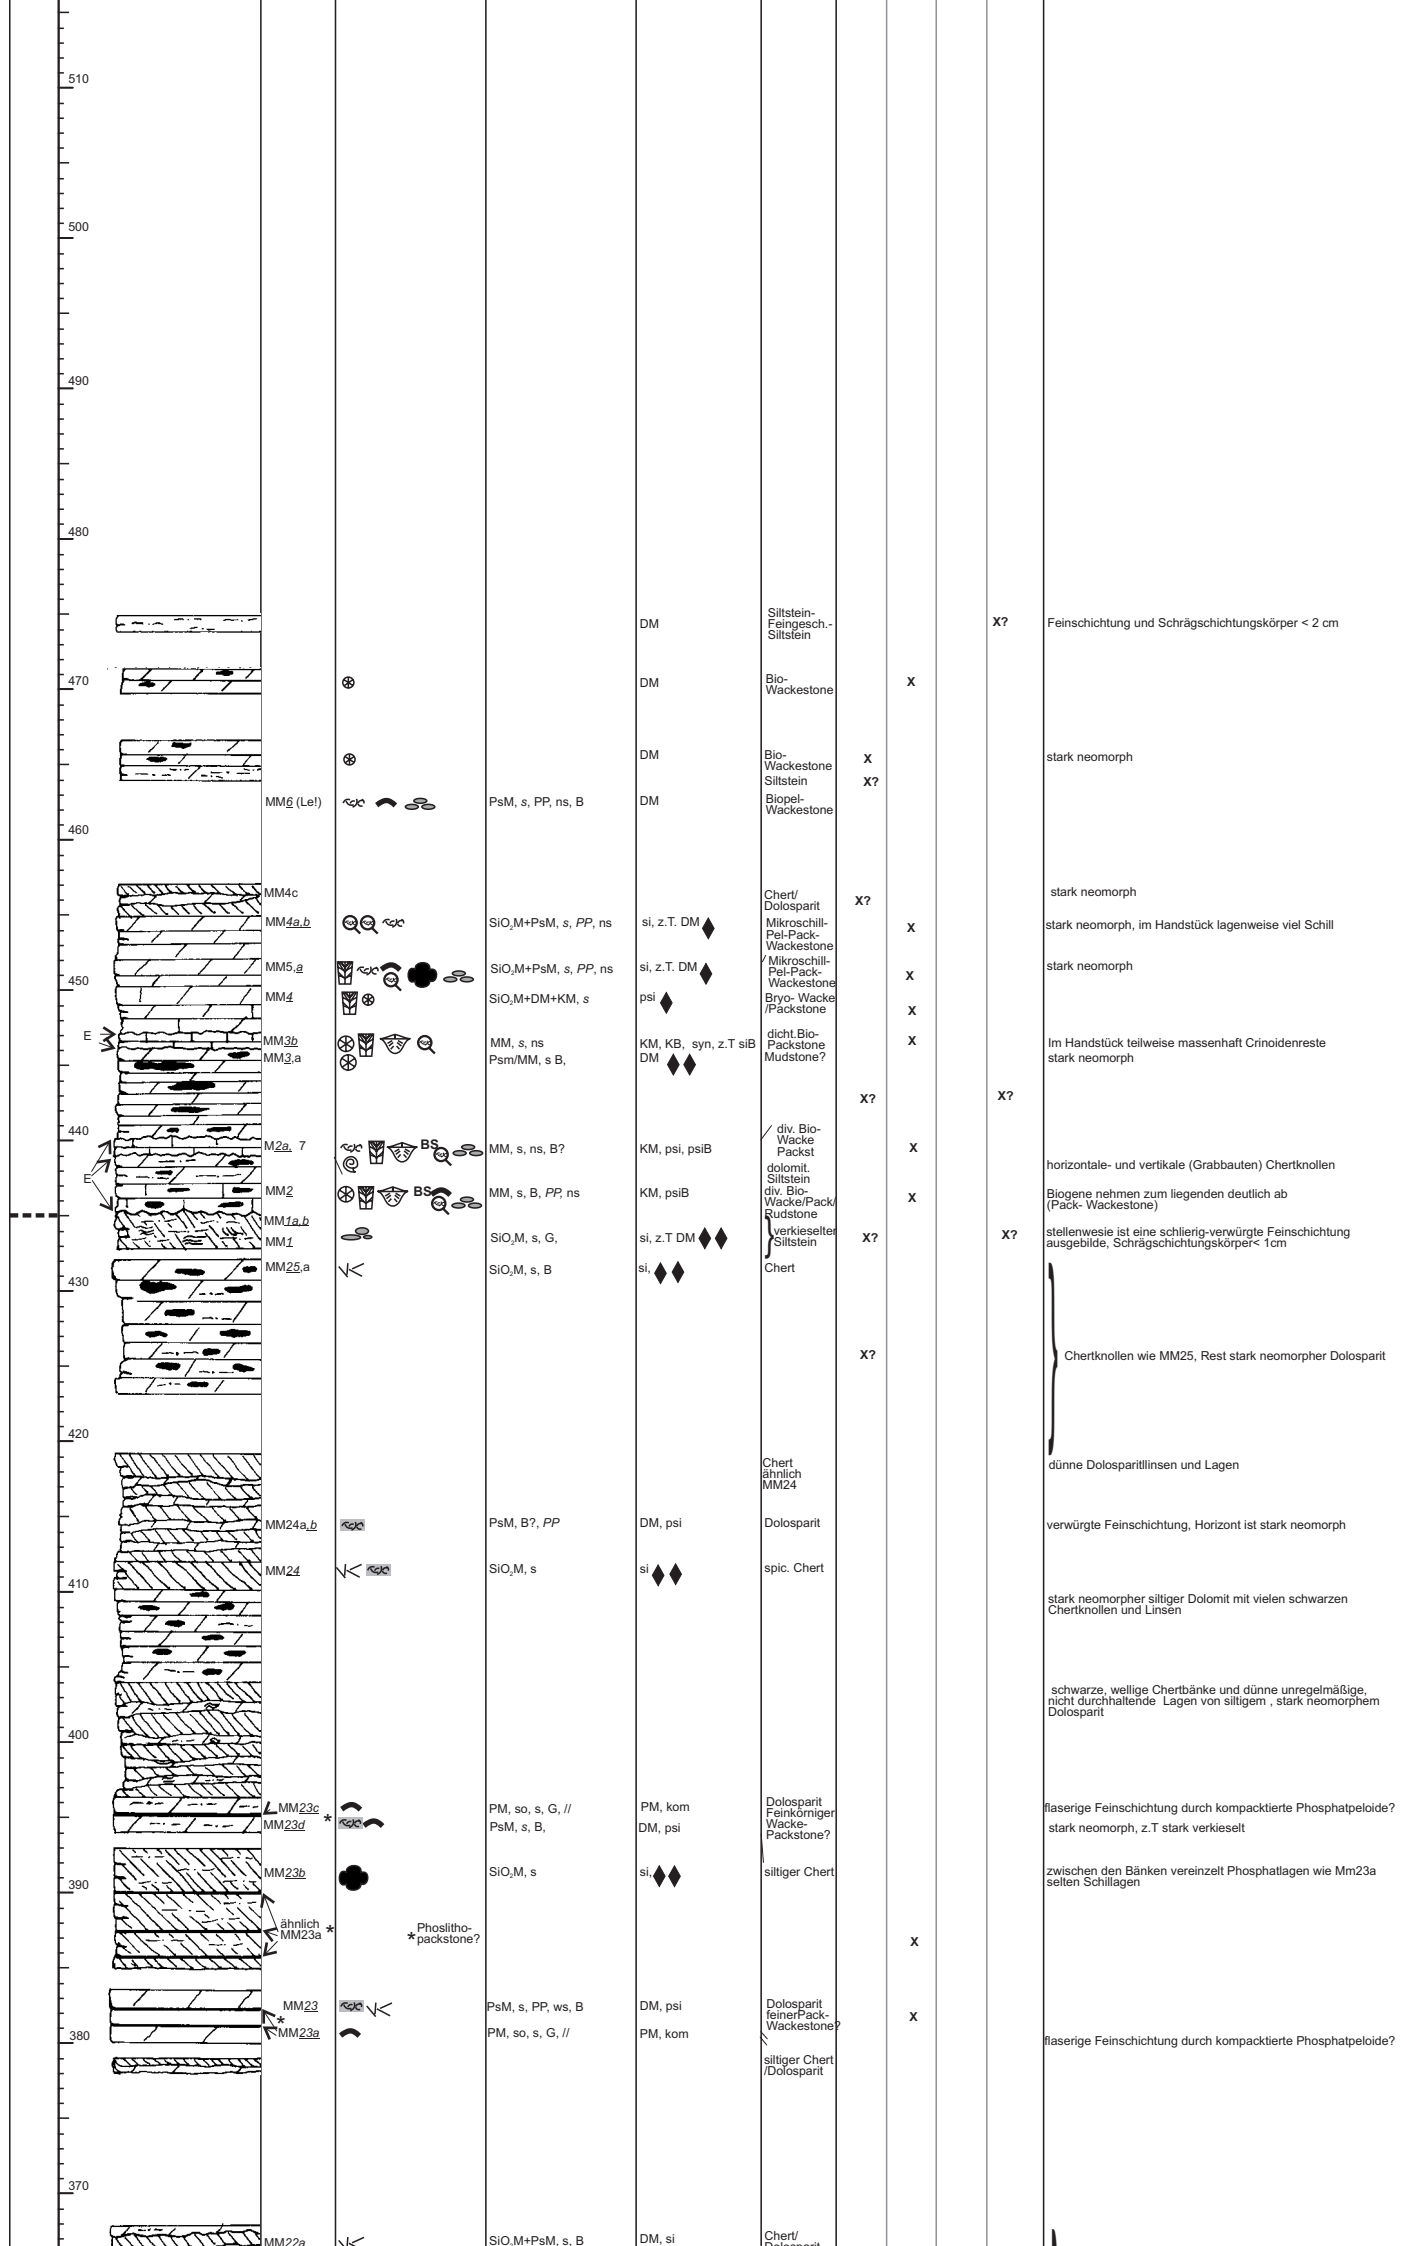 510
500
490
480
DM
Siltstein-
Feingesch.-
Siltstein
X?
Feinschichtung und Schrägschichtungskörper < 2 cm
470
DM
Bio-
Wackestone
X
DM
Bio-
Wackestone
X
stark neomorph
Siltstein
X?
MM6 (Le!)
PsM, s, PP, ns, B
DM
Biopel-
Wackestone
460
MM4c
Chert/
Dolosparit
X?
stark neomorph
MM4a,b
SiO2M+PsM, s, PP, ns
si, z.T. DM
Mikroschill-
Pel-Pack-
Wackestone
X
stark neomorph, im Handstück lagenweise viel Schill
MM5,a
SiO2M+PsM, s, PP, ns
si, z.T. DM
Mikroschill-
Pel-Pack-
Wackestone
X
stark neomorph
450
MM4
SiO2M+DM+KM, s
psi
Bryo- Wacke
/Packstone
X
E
MM3b
MM, s, ns
KM, KB, syn, z.T siB
dicht.Bio-
Packstone
X
Im Handstück teilweise massenhaft Crinoidenreste
MM3,a
Psm/MM, s B,
DM
Mudstone?
stark neomorph
X?
X?
440
M2a, 7
BS
MM, s, ns, B?
KM, psi, psiB
div. Bio-
Wacke
Packst
X
E
dolomit.
Siltstein
horizontale- und vertikale (Grabbauten) Chertknollen
MM2
BS
MM, s, B, PP, ns
KM, psiB
div. Bio-
Wacke/Pack/
Rudstone
X
Biogene nehmen zum liegenden deutlich ab
(Pack- Wackestone)
MM1a,b
MM1
SiO2M, s, G,
si, z.T DM
verkieselter
Siltstein
X?
X?
stellenwesie ist eine schlierig-verwürgte Feinschichtung
ausgebilde, Schrägschichtungskörper< 1cm
MM25,a
SiO2M, s, B
si,
Chert
430
X?
Chertknollen wie MM25, Rest stark neomorpher Dolosparit
420
Chert
ähnlich
MM24
dünne Dolosparitllinsen und Lagen
MM24a,b
PsM, B?, PP
DM, psi
Dolosparit
verwürgte Feinschichtung, Horizont ist stark neomorph
MM24
SiO2M, s
si
spic. Chert
410
stark neomorpher siltiger Dolomit mit vielen schwarzen
Chertknollen und Linsen
schwarze, wellige Chertbänke und dünne unregelmäßige,
nicht durchhaltende Lagen von siltigem , stark neomorphem
Dolosparit
400
MM23c
PM, so, s, G, //
PM, kom
Dolosparit
Feinkörniger
Wacke-
Packstone?
flaserige Feinschichtung durch kompacktierte Phosphatpeloide?
MM23d *
PsM, s, B,
DM, psi
stark neomorph, z.T stark verkieselt
MM23b
SiO2M, s
si,
siltiger Chert
zwischen den Bänken vereinzelt Phosphatlagen wie Mm23a
selten Schillagen
390
ähnlich
MM23a *
*Phoslitho-
packstone?
X
MM23
PsM, s, PP, ws, B
DM, psi
Dolosparit
feinerPack-
Wackestone?
X
*
MM23a
PM, so, s, G, //
PM, kom
flaserige Feinschichtung durch kompacktierte Phosphatpeloide?
380
siltiger Chert
/Dolosparit
370
MM22a
SiO2M+PsM, s, B
DM, si
Chert/
Dolosparit